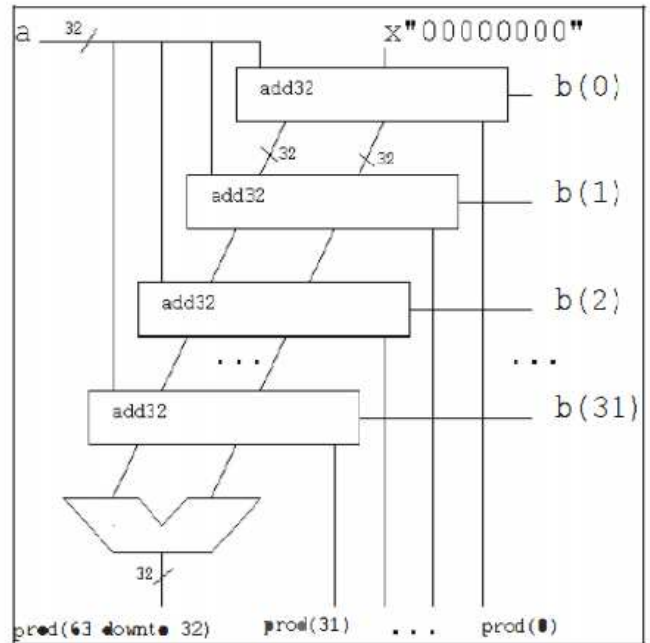 a 32 x"00000000"
add32 b(0)
32 32
add32 b(1)
add32 b(2)
... ...
add32 b(31)
32
prod(63 downto 32) prod(31) ... prod(0)